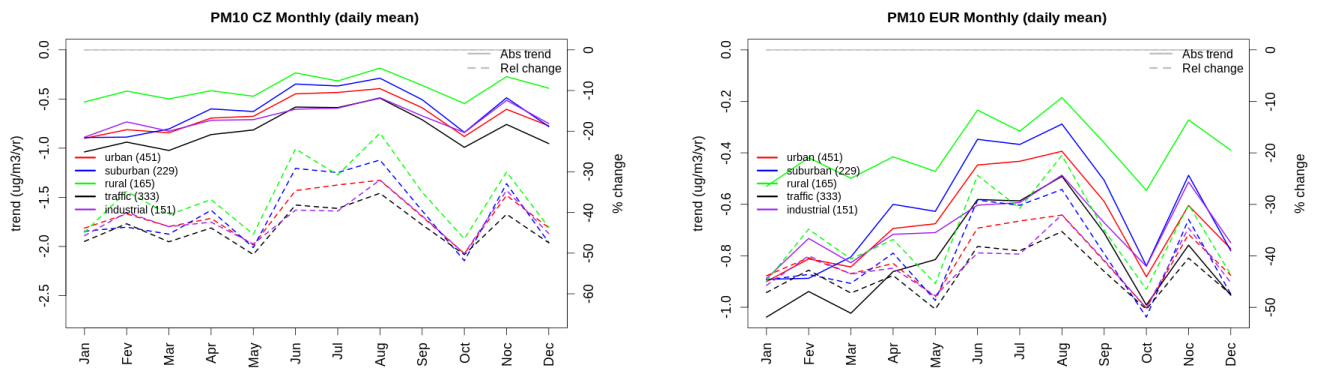 PM10 CZ Monthly (daily mean)
0.0
-0.5
-1.0
-1.5
-2.0
-2.5
trend (ug/m3/yr)
Abs trend
Rel change
urban (451)
suburban (229)
rural (165)
traffic (333)
industrial (151)
0
-10
-20
-30
-40
-50
-60
% change
Jan
Fev
Mar
Apr
May
Jun
Jul
Aug
Sep
Oct
Noc
Dec
PM10 EUR Monthly (daily mean)
0.0
-0.2
-0.4
-0.6
-0.8
-1.0
trend (ug/m3/yr)
Abs trend
Rel change
urban (451)
suburban (229)
rural (165)
traffic (333)
industrial (151)
0
-10
-20
-30
-40
-50
% change
Jan
Fev
Mar
Apr
May
Jun
Jul
Aug
Sep
Oct
Noc
Dec